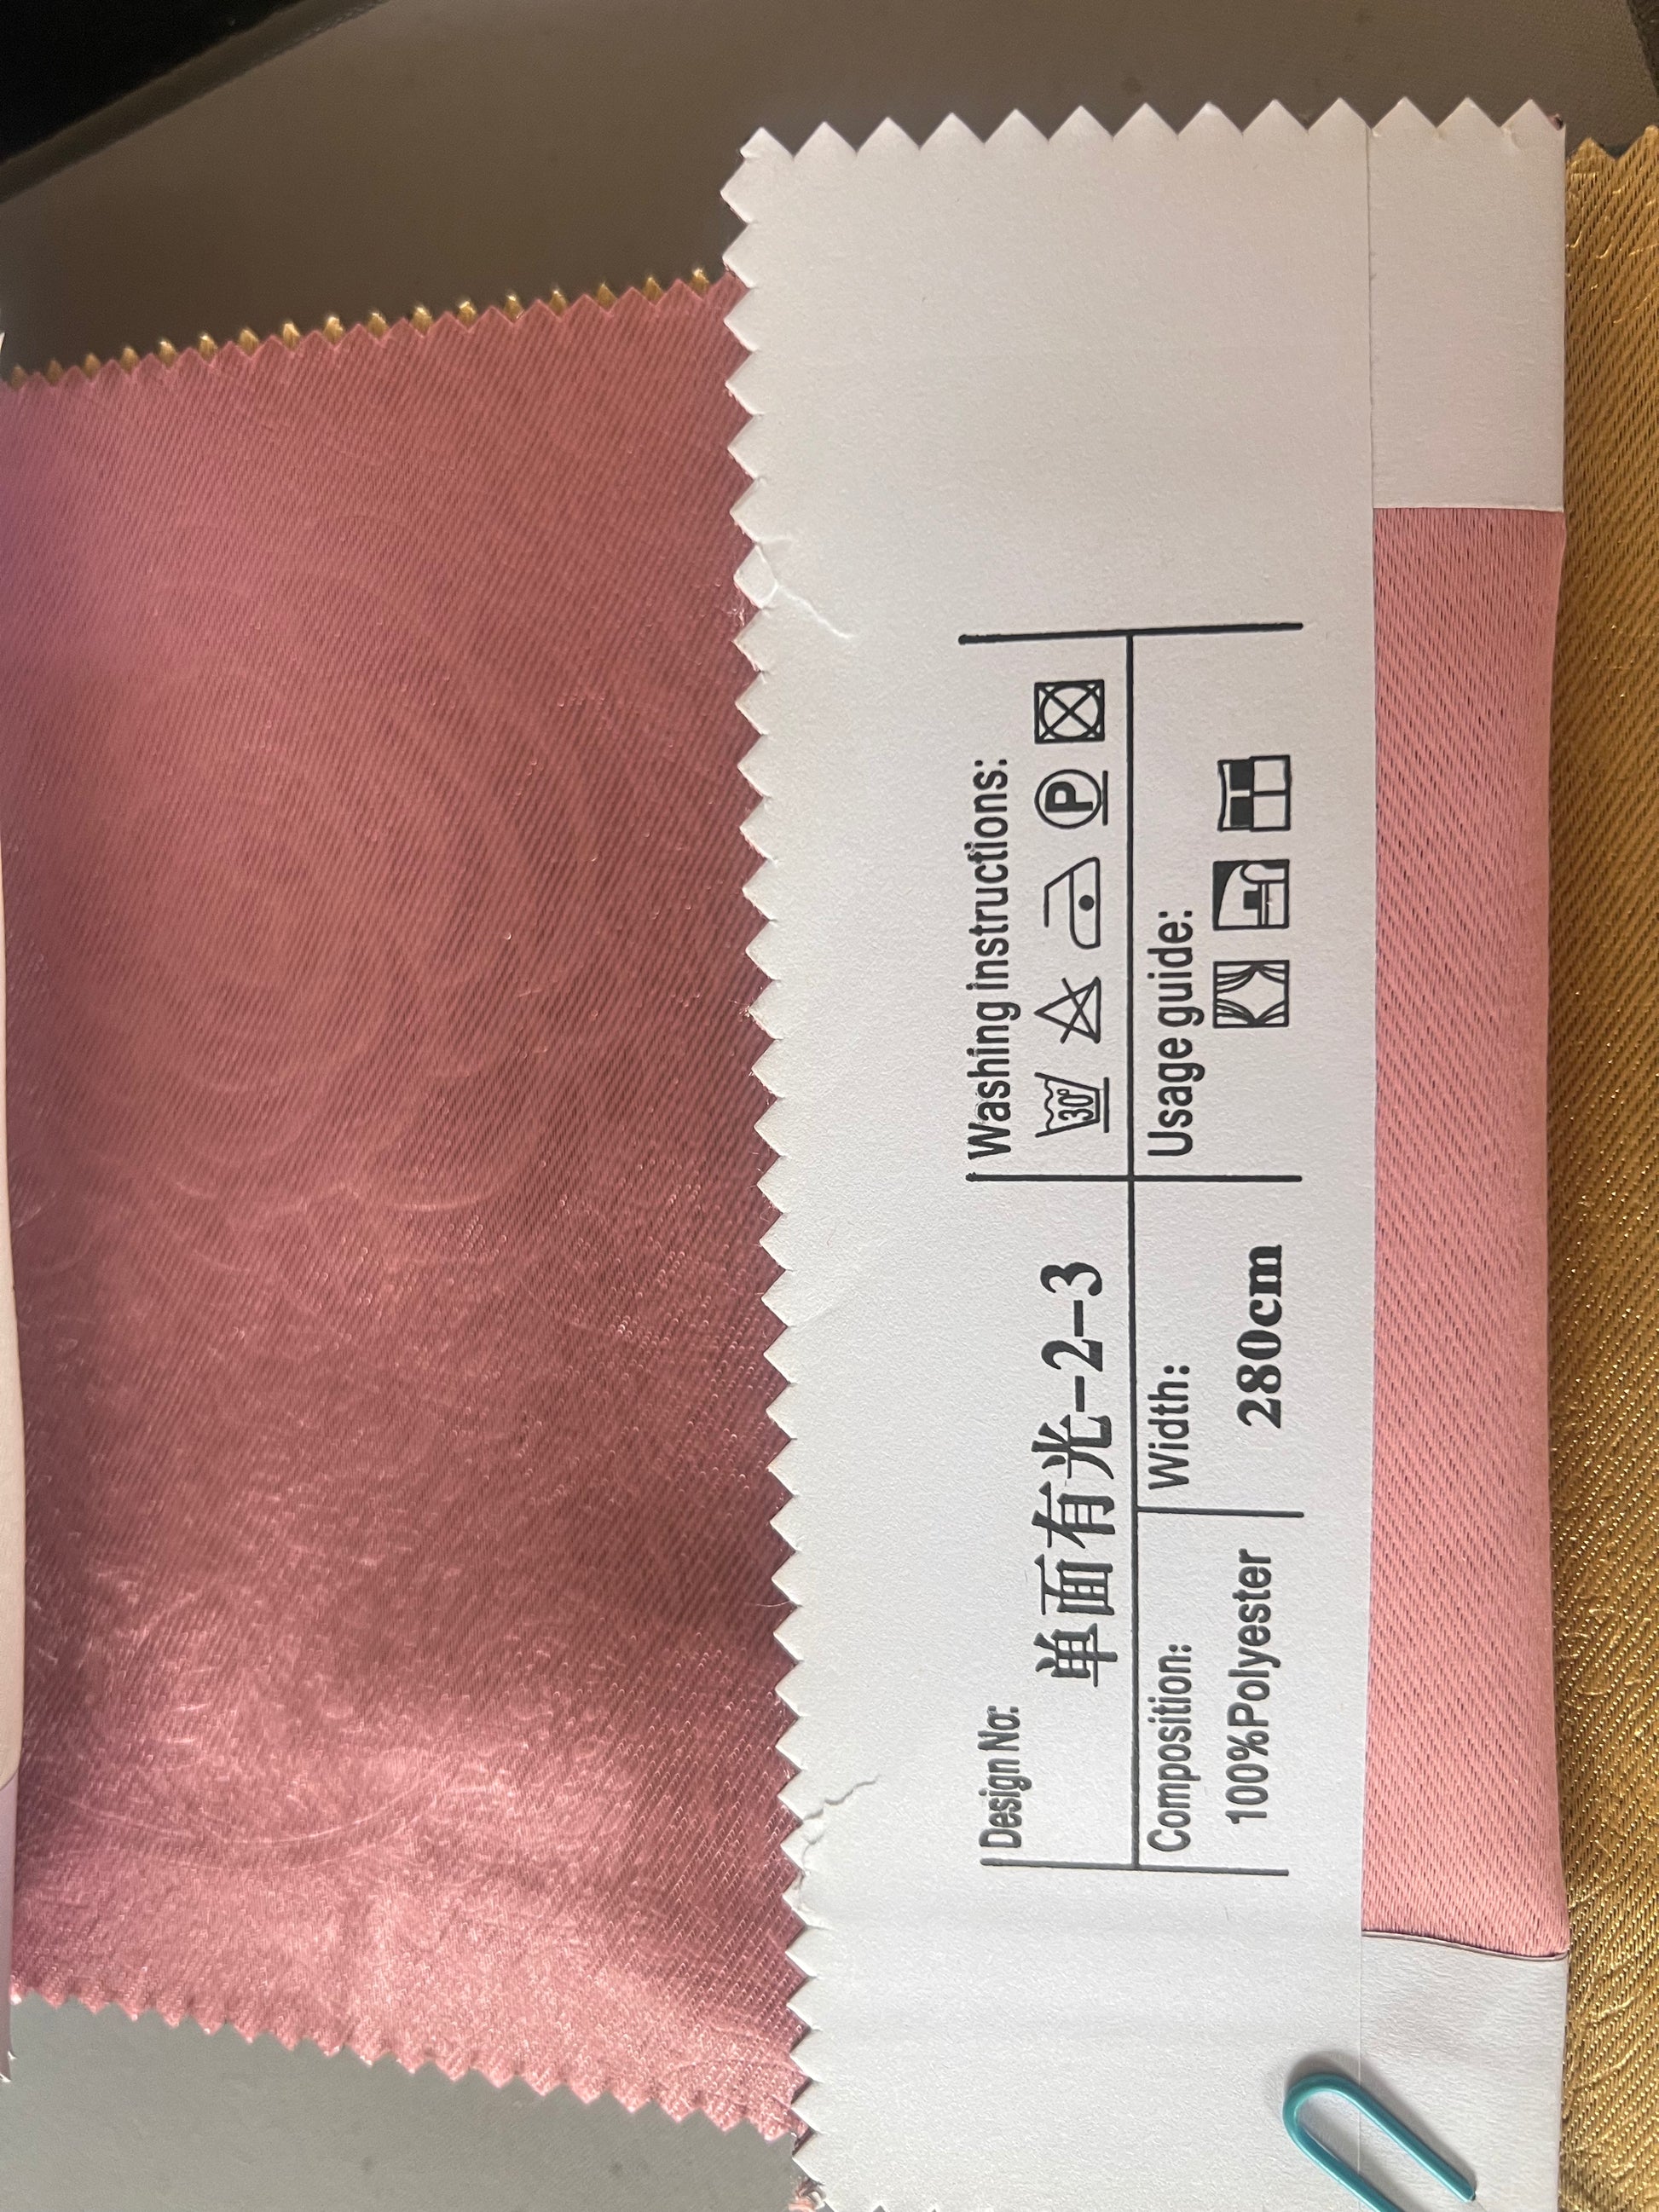 Design No:
单面有光-2-3
Washing instructions:
30°
P
Composition:
100%Polyester
Width:
280cm
Usage guide: